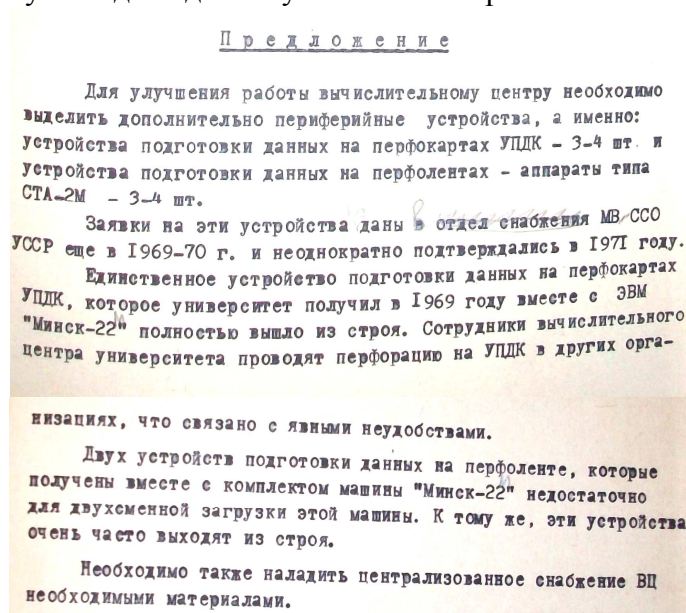 П р е д л о ж е н и е
Для улучшения работы вычислительному центру необходимо
выделить дополнительно периферийные устройства, а именно:
устройства подготовки данных на перфокартах УПДК - 3-4 шт. и
устройства подготовки данных на перфолентах - аппараты типа
СТА-2М - 3-4 шт.
Заявки на эти устройства даны в отдел снабжения МВ ССО
УССР еще в 1969-70 г. и неоднократно подтверждались в 1971 году.
Единственное устройство подготовки данных на перфокартах
УПДК, которое университет получил в 1969 году вместе с ЭВМ
"Минск-22" полностью вышло из строя. Сотрудники вычислительного
центра университета проводят перфорацию на УПДК в других орга-
низациях, что связано с явными неудобствами.
Двух устройств подготовки данных на перфоленте, которые
получены вместе с комплектом машины "Минск-22" недостаточно
для двухсменной загрузки этой машины. К тому же, эти устройства
очень часто выходят из строя.
Необходимо также наладить централизованное снабжение ВЦ
необходимыми материалами.